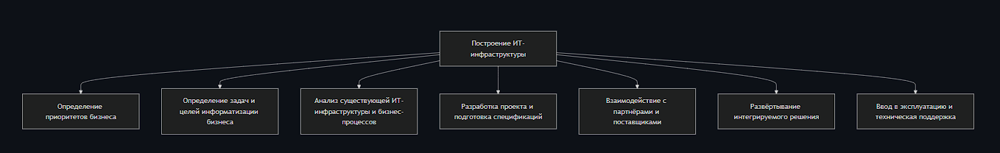 Построение ИТ-
инфраструктуры
Определение
приоритетов бизнеса
Определение задач и
целей информатизации
бизнеса
Анализ существующей ИТ-
инфраструктуры и бизнес-
процессов
Разработка проекта и
подготовка спецификаций
Взаимодействие с
партнёрами и
поставщиками
Развёртывание
интегрируемого решения
Ввод в эксплуатацию и
техническая поддержка